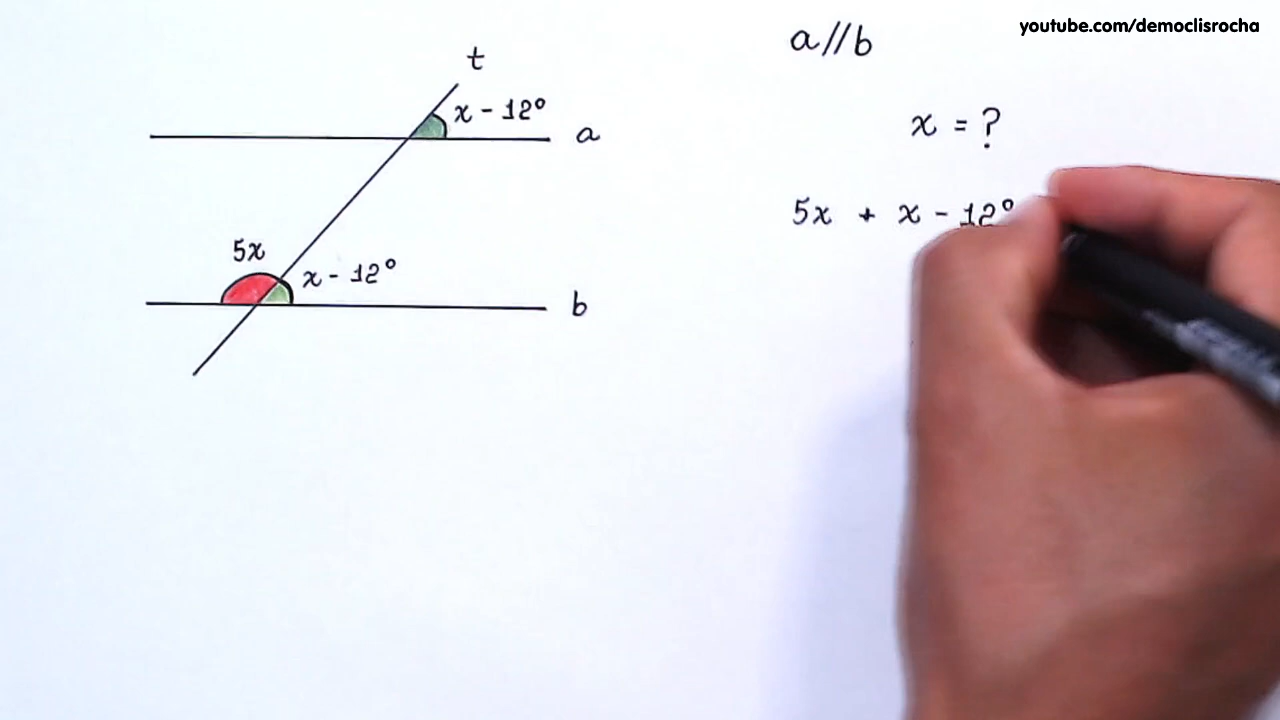 youtube.com/democlisrocha
a//b
t
x - 12°
a
x = ?
5x + x - 12°
5x
x - 12°
b